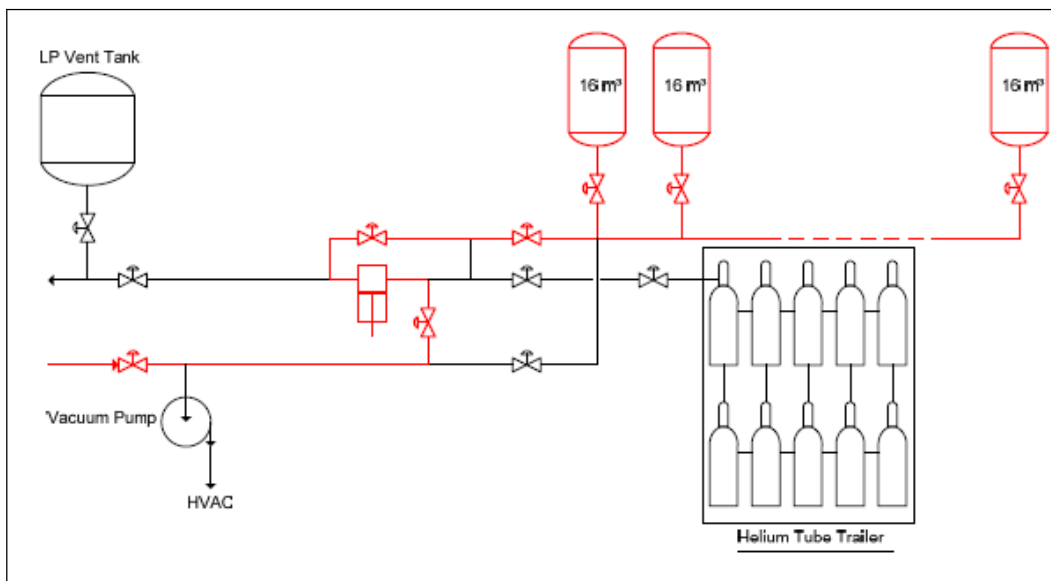 LP Vent Tank
16 m³
16 m³
16 m³
Vacuum Pump
HVAC
Helium Tube Trailer